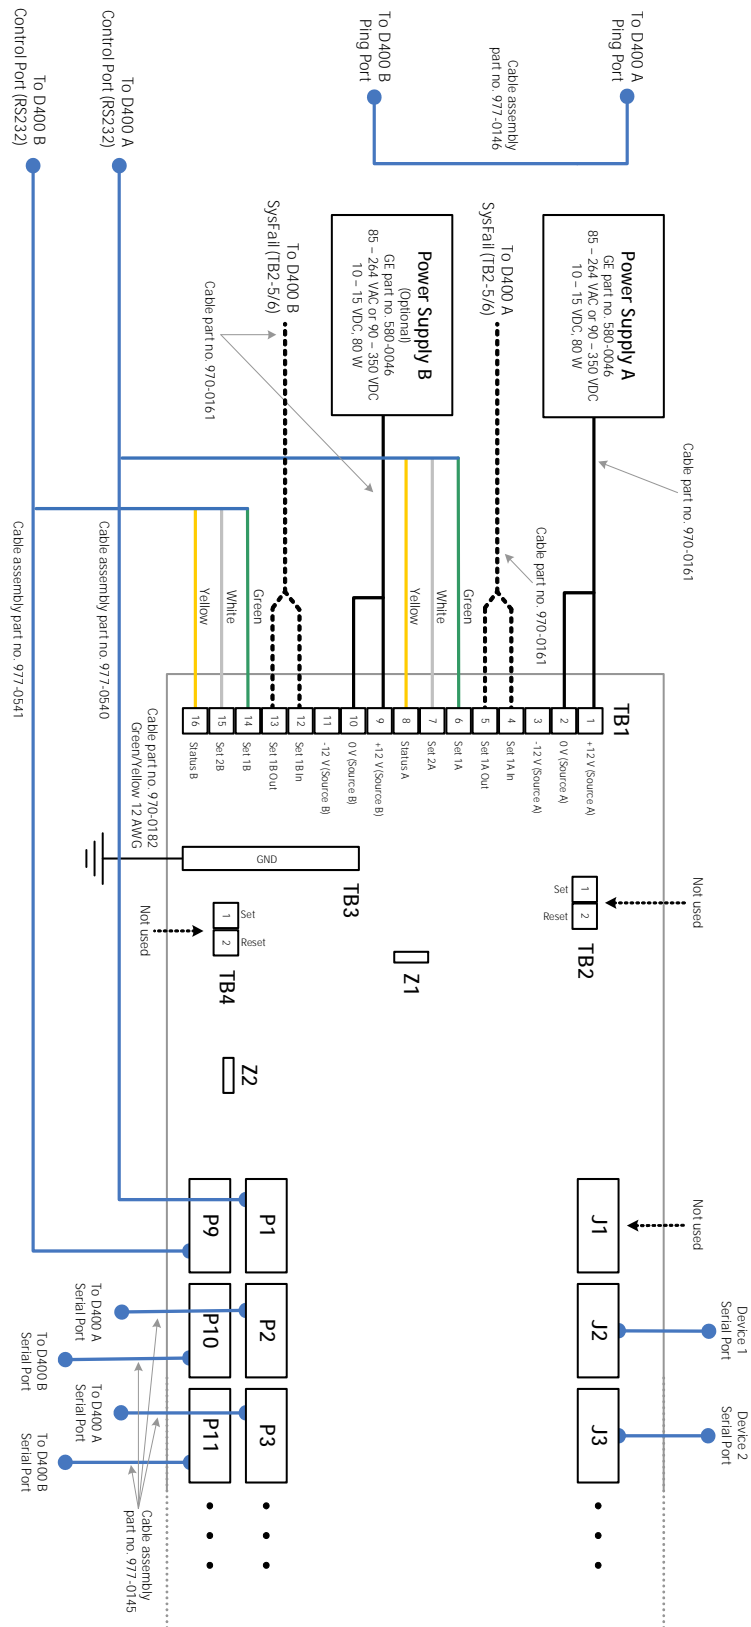 To D400 A
Ping Port
Cable assembly
part no. 977-0146
To D400 B
Ping Port
To D400 A
Control Port (RS232)
To D400 B
Control Port (RS232)
Power Supply A
GE part no. 580-0046
85 – 264 VAC or 90 – 350 VDC
10 – 15 VDC, 80 W
Cable part no. 970-0161
To D400 A
SysFail (TB2-5/6)
Cable part no. 970-0161
Power Supply B
(Optional)
GE part no. 580-0046
85 – 264 VAC or 90 – 350 VDC
10 – 15 VDC, 80 W
To D400 B
SysFail (TB2-5/6)
Cable part no. 970-0161
Green
White
Yellow
Green
White
Yellow
Cable assembly part no. 977-0540
Cable assembly part no. 977-0541
TB1
1 +12 V (Source A)
2 0 V (Source A)
3 -12 V (Source A)
4 Set 1A In
5 Set 1A Out
6 Set 1A
7 Set 2A
8 Status A
9 +12 V (Source B)
10 0 V (Source B)
11 -12 V (Source B)
12 Set 1B In
13 Set 1B Out
14 Set 1B
15 Set 2B
16 Status B
Cable part no. 970-0182
Green/Yellow 12 AWG
GND
TB3
Not used
Set 1
Reset 2
TB2
1 Set
2 Reset
TB4
Not used
Z1
Z2
Not used
J1
J2
J3
Device 1
Serial Port
Device 2
Serial Port
P1
P2
P3
P9
P10
P11
To D400 A
Serial Port
To D400 B
Serial Port
To D400 A
Serial Port
To D400 B
Serial Port
Cable assembly
part no. 977-0145